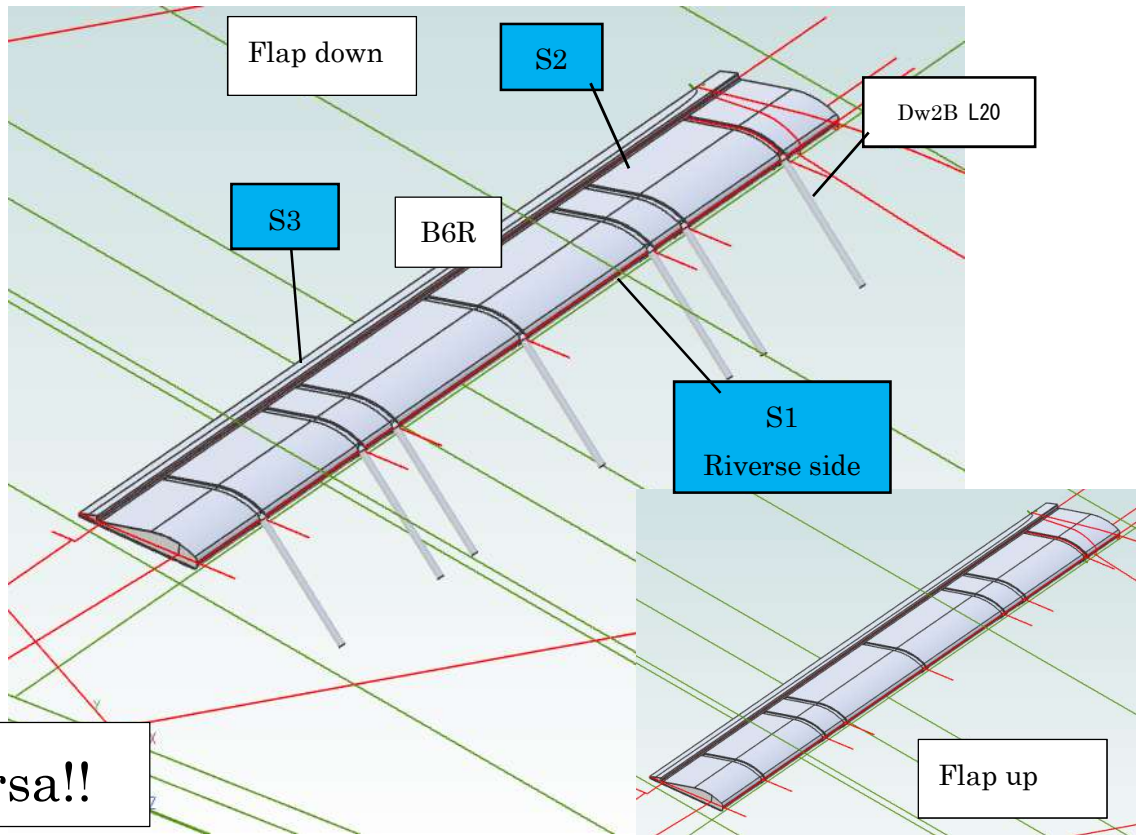 Flap down
S2
Dw2B L20
S3
B6R
S1
Riverse side
rsa!!
Flap up
Y
X
Z